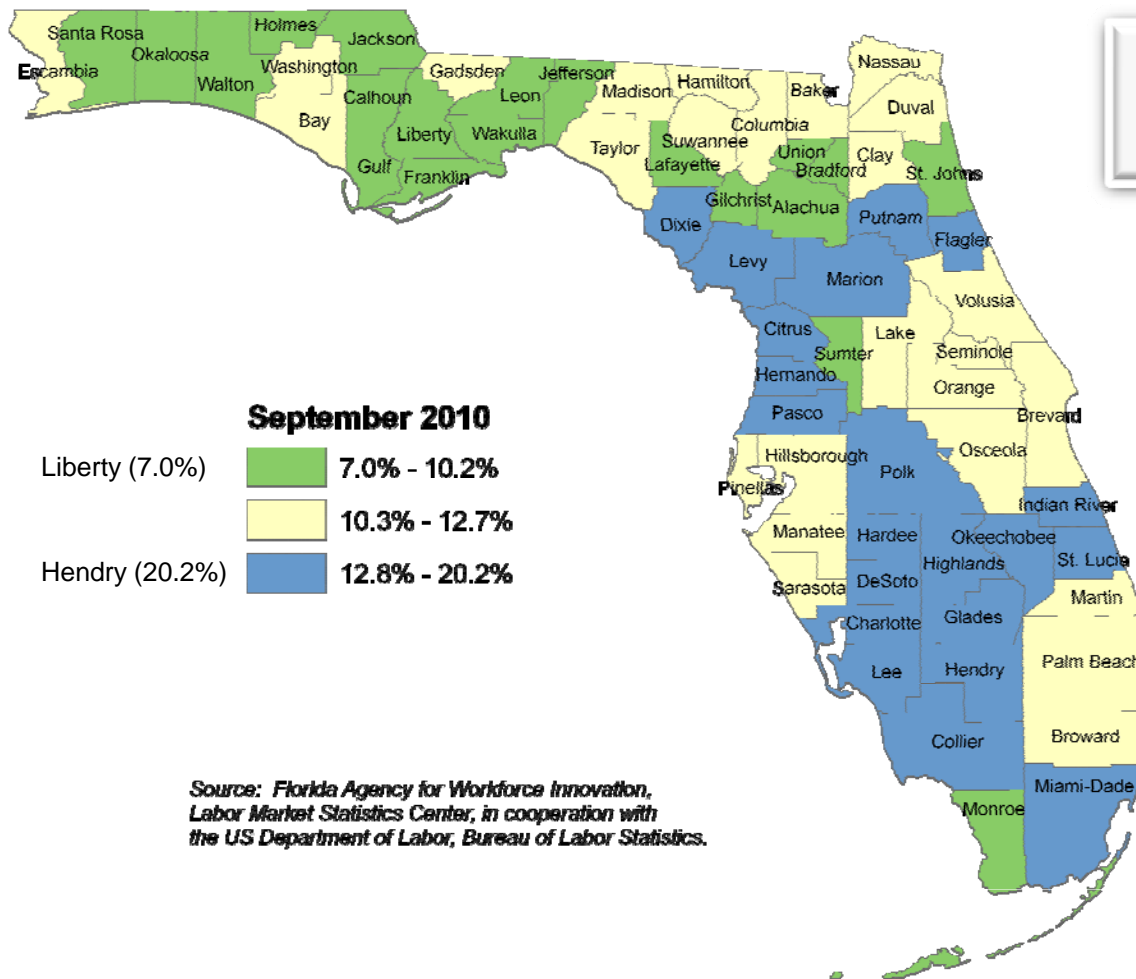 Santa Rosa
Okaloosa
Holmes
Jackson
Escambia
Walton
Washington
Bay
Calhoun
Gadsden
Liberty
Leon
Jefferson
Wakulla
Gulf
Franklin
Madison
Hamilton
Taylor
Suwannee
Columbia
Baker
Nassau
Duval
Lafayette
Union
Bradford
Clay
St. Johns
Gilchrist
Alachua
Putnam
Dixie
Flagler
Levy
Marion
Volusia
Citrus
Lake
Sumter
Seminole
Hernando
Orange
Pasco
Brevard
Osceola
Hillsborough
Polk
Pinellas
Indian River
Manatee
Hardee
Okeechobee
Highlands
St. Lucie
Sarasota
DeSoto
Martin
Charlotte
Glades
Lee
Hendry
Palm Beach
Collier
Broward
Monroe
Miami-Dade
September 2010
Liberty (7.0%) 7.0% - 10.2%
10.3% - 12.7%
Hendry (20.2%) 12.8% - 20.2%
Source: Florida Agency for Workforce Innovation,
Labor Market Statistics Center, in cooperation with
the US Department of Labor, Bureau of Labor Statistics.